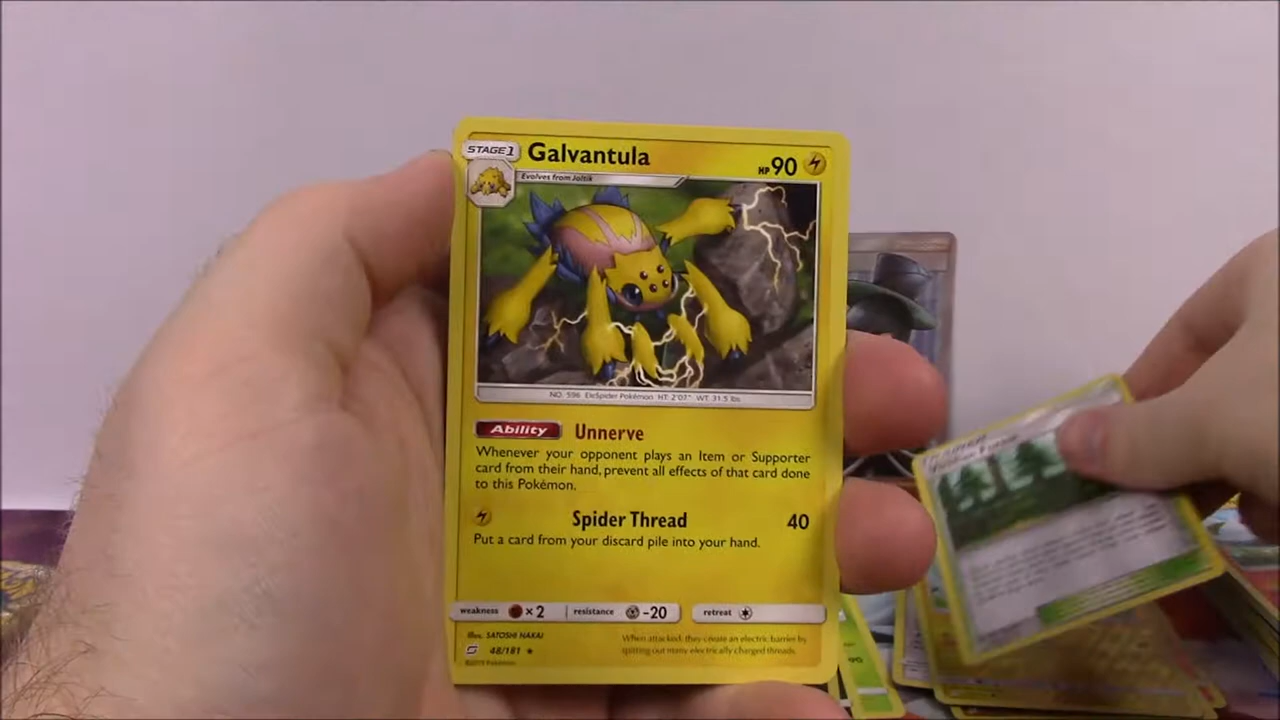 STAGE 1 Galvantula HP 90
Evolves from Joltik
NO. 596 EleSpider Pokémon HT: 2'07" WT: 31.5 lbs
Ability Unnerve
Whenever your opponent plays an Item or Supporter
card from their hand, prevent all effects of that card done
to this Pokémon.
Spider Thread 40
Put a card from your discard pile into your hand.
weakness ×2 resistance -20 retreat
Illus. SATOSHI NAKAI
48/181 ★
©2019 Pokémon
When attacked, they create an electric barrier by
spitting out many electrically charged threads.